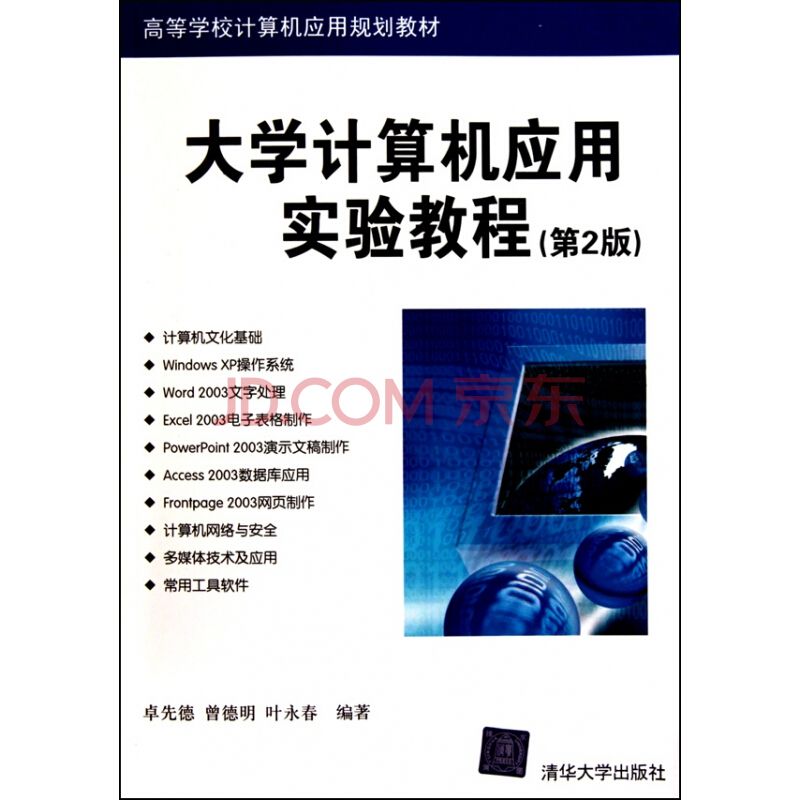 高等学校计算机应用规划教材
大学计算机应用
实验教程(第2版)
◆ 计算机文化基础
◆ Windows XP操作系统
◆ Word 2003文字处理
◆ Excel 2003电子表格制作
◆ PowerPoint 2003演示文稿制作
◆ Access 2003数据库应用
◆ Frontpage 2003网页制作
◆ 计算机网络与安全
◆ 多媒体技术及应用
◆ 常用工具软件
JD.COM 京东
卓先德 曾德明 叶永春 编著
清华大学出版社